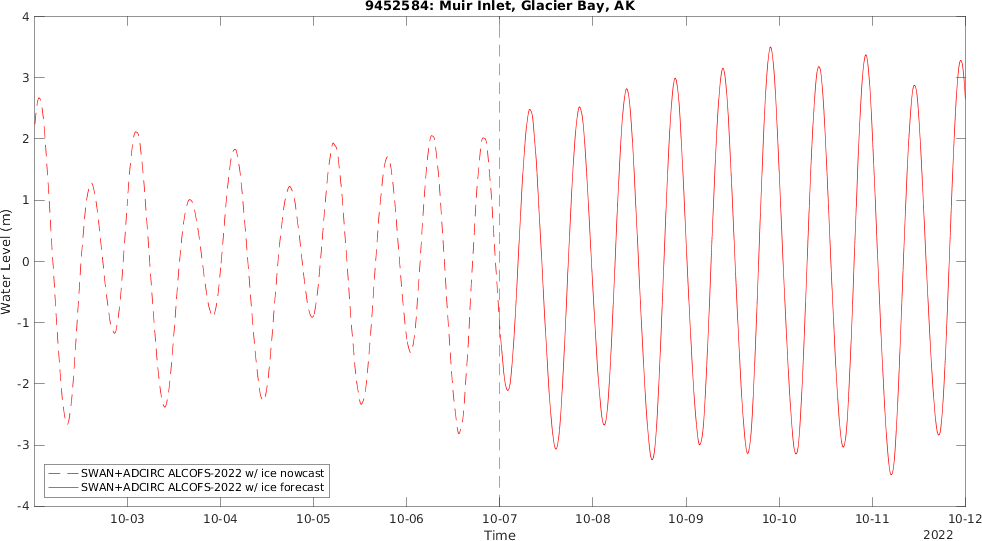 9452584: Muir Inlet, Glacier Bay, AK
4
3
2
1
0
-1
-2
-3
-4
Water Level (m)
SWAN+ADCIRC ALCOFS-2022 w/ ice nowcast
SWAN+ADCIRC ALCOFS-2022 w/ ice forecast
10-03 10-04 10-05 10-06 10-07 10-08 10-09 10-10 10-11 10-12
Time
2022